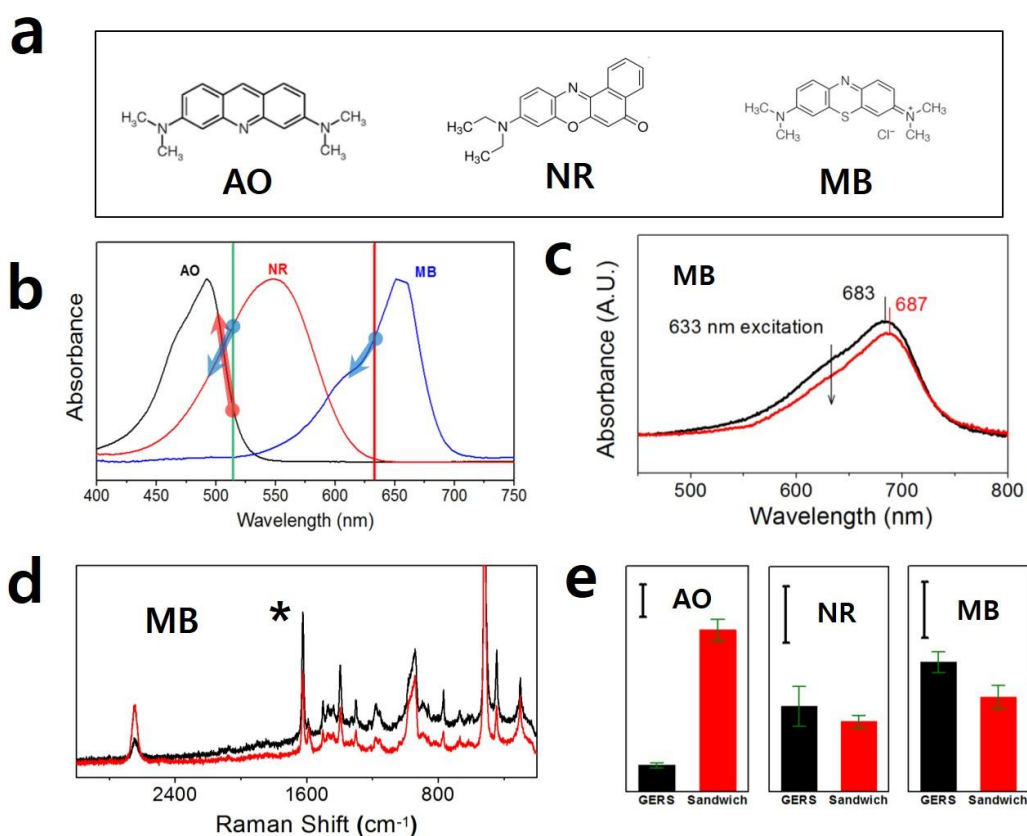 a
N
H₃C
N
CH₃
N
CH₃
CH₃
AO
N
H₃C
N
O
O
H₃C
NR
N
H₃C
N
CH₃
S
N⁺
CH₃
CH₃
Cl⁻
MB
b
AO
NR
MB
Absorbance
400 450 500 550 600 650 700 750
Wavelength (nm)
c
MB
683
687
633 nm excitation
Absorbance (A.U.)
500 600 700 800
Wavelength (nm)
d
MB
*
2400 1600 800
Raman Shift (cm⁻¹)
e
AO
GERS Sandwich
NR
GERS Sandwich
MB
GERS Sandwich